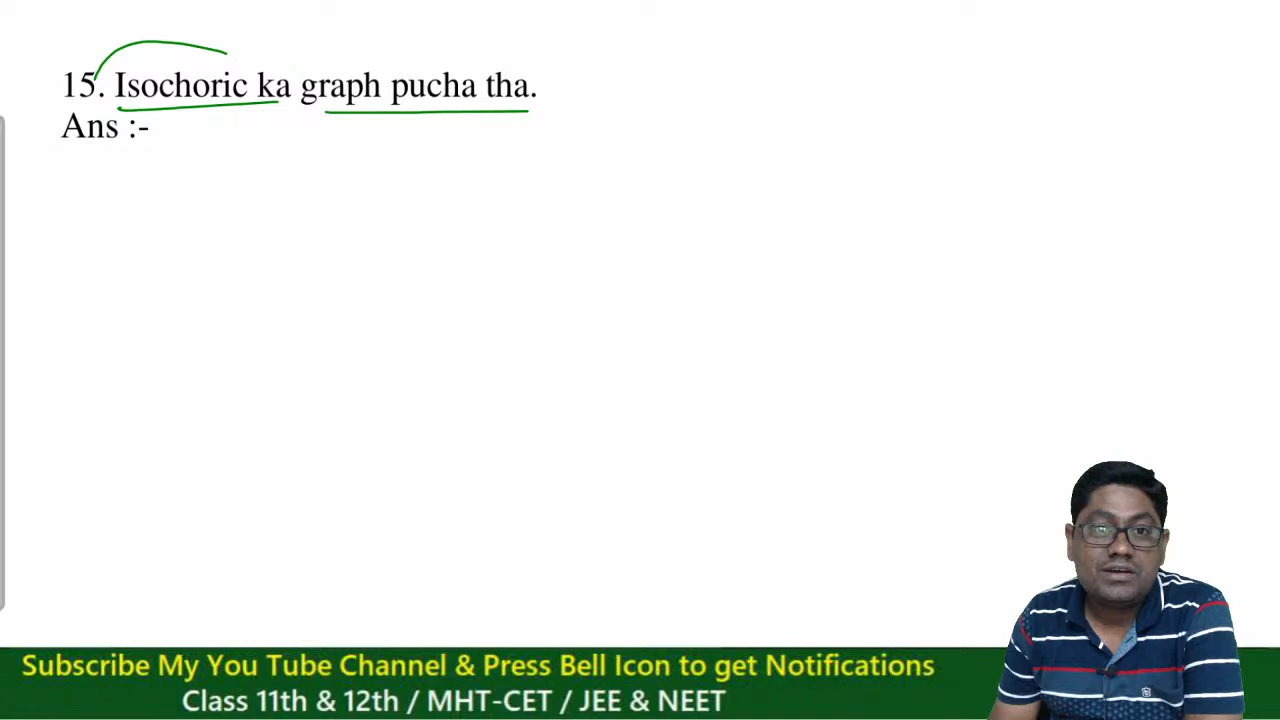 15. Isochoric ka graph pucha tha.
Ans :-
Subscribe My You Tube Channel & Press Bell Icon to get Notifications
Class 11th & 12th / MHT-CET / JEE & NEET